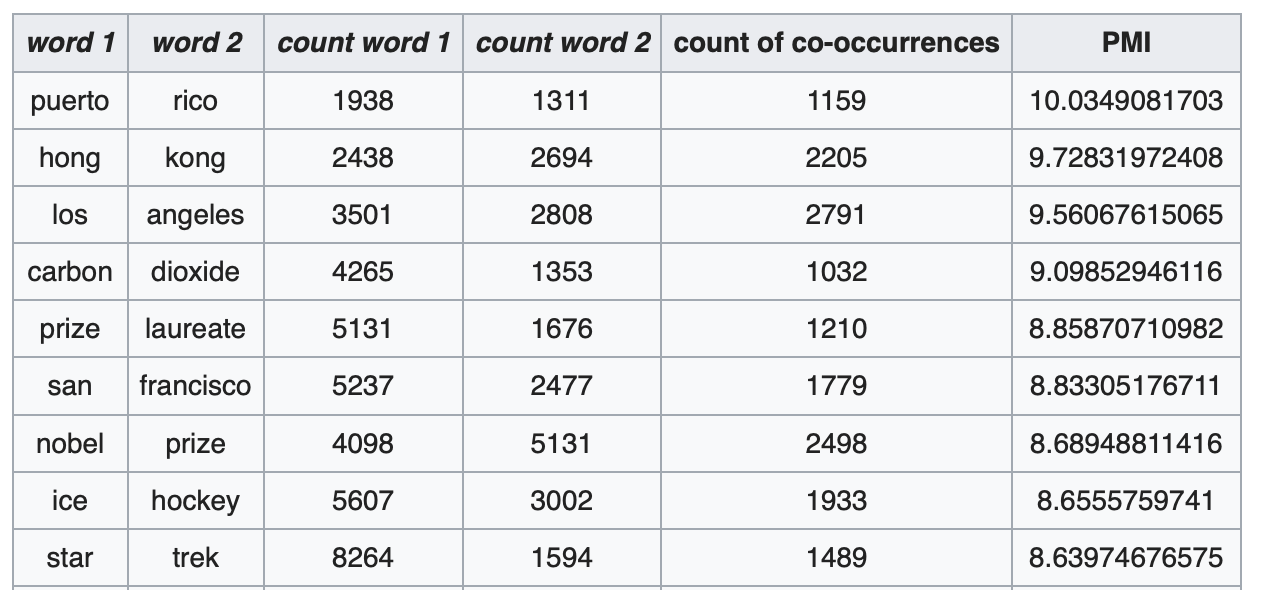 word 1 word 2 count word 1 count word 2 count of co-occurrences PMI
puerto rico 1938 1311 1159 10.0349081703
hong kong 2438 2694 2205 9.72831972408
los angeles 3501 2808 2791 9.56067615065
carbon dioxide 4265 1353 1032 9.09852946116
prize laureate 5131 1676 1210 8.85870710982
san francisco 5237 2477 1779 8.83305176711
nobel prize 4098 5131 2498 8.68948811416
ice hockey 5607 3002 1933 8.6555759741
star trek 8264 1594 1489 8.63974676575